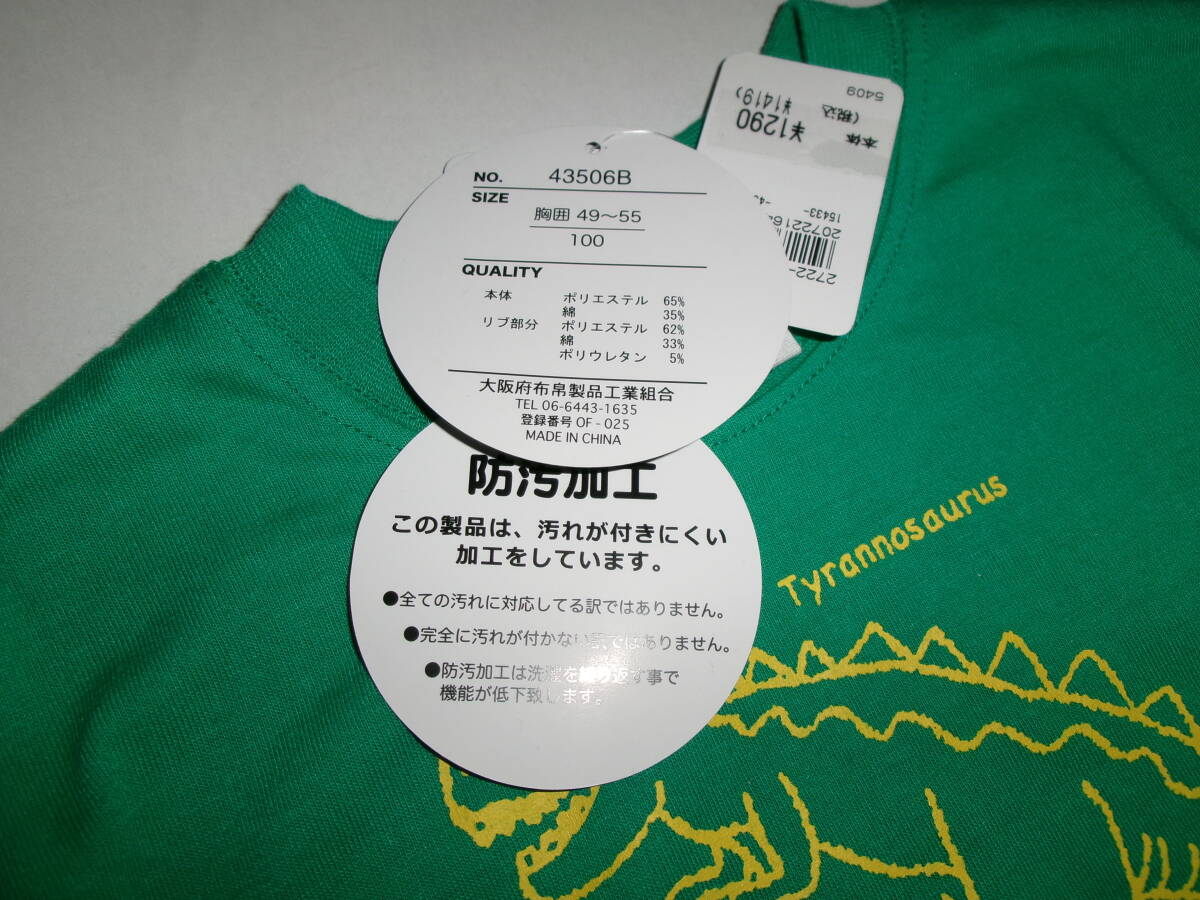 NO. 43506B
SIZE
胸囲 49～55
100
QUALITY
本体 ポリエステル 65%
綿 35%
リブ部分 ポリエステル 62%
綿 33%
ポリウレタン 5%
大阪府布帛製品工業組合
TEL 06-6443-1635
登録番号 OF-025
MADE IN CHINA
防汚加工
この製品は、汚れが付きにくい
加工をしています。
●全ての汚れに対応してる訳ではありません。
●完全に汚れが付かない訳ではありません。
●防汚加工は洗濯を繰り返す事で
機能が低下致します。
5409
本体 ¥1290
(税込 ¥1419)
15433-
2722-
Tyrannosaurus